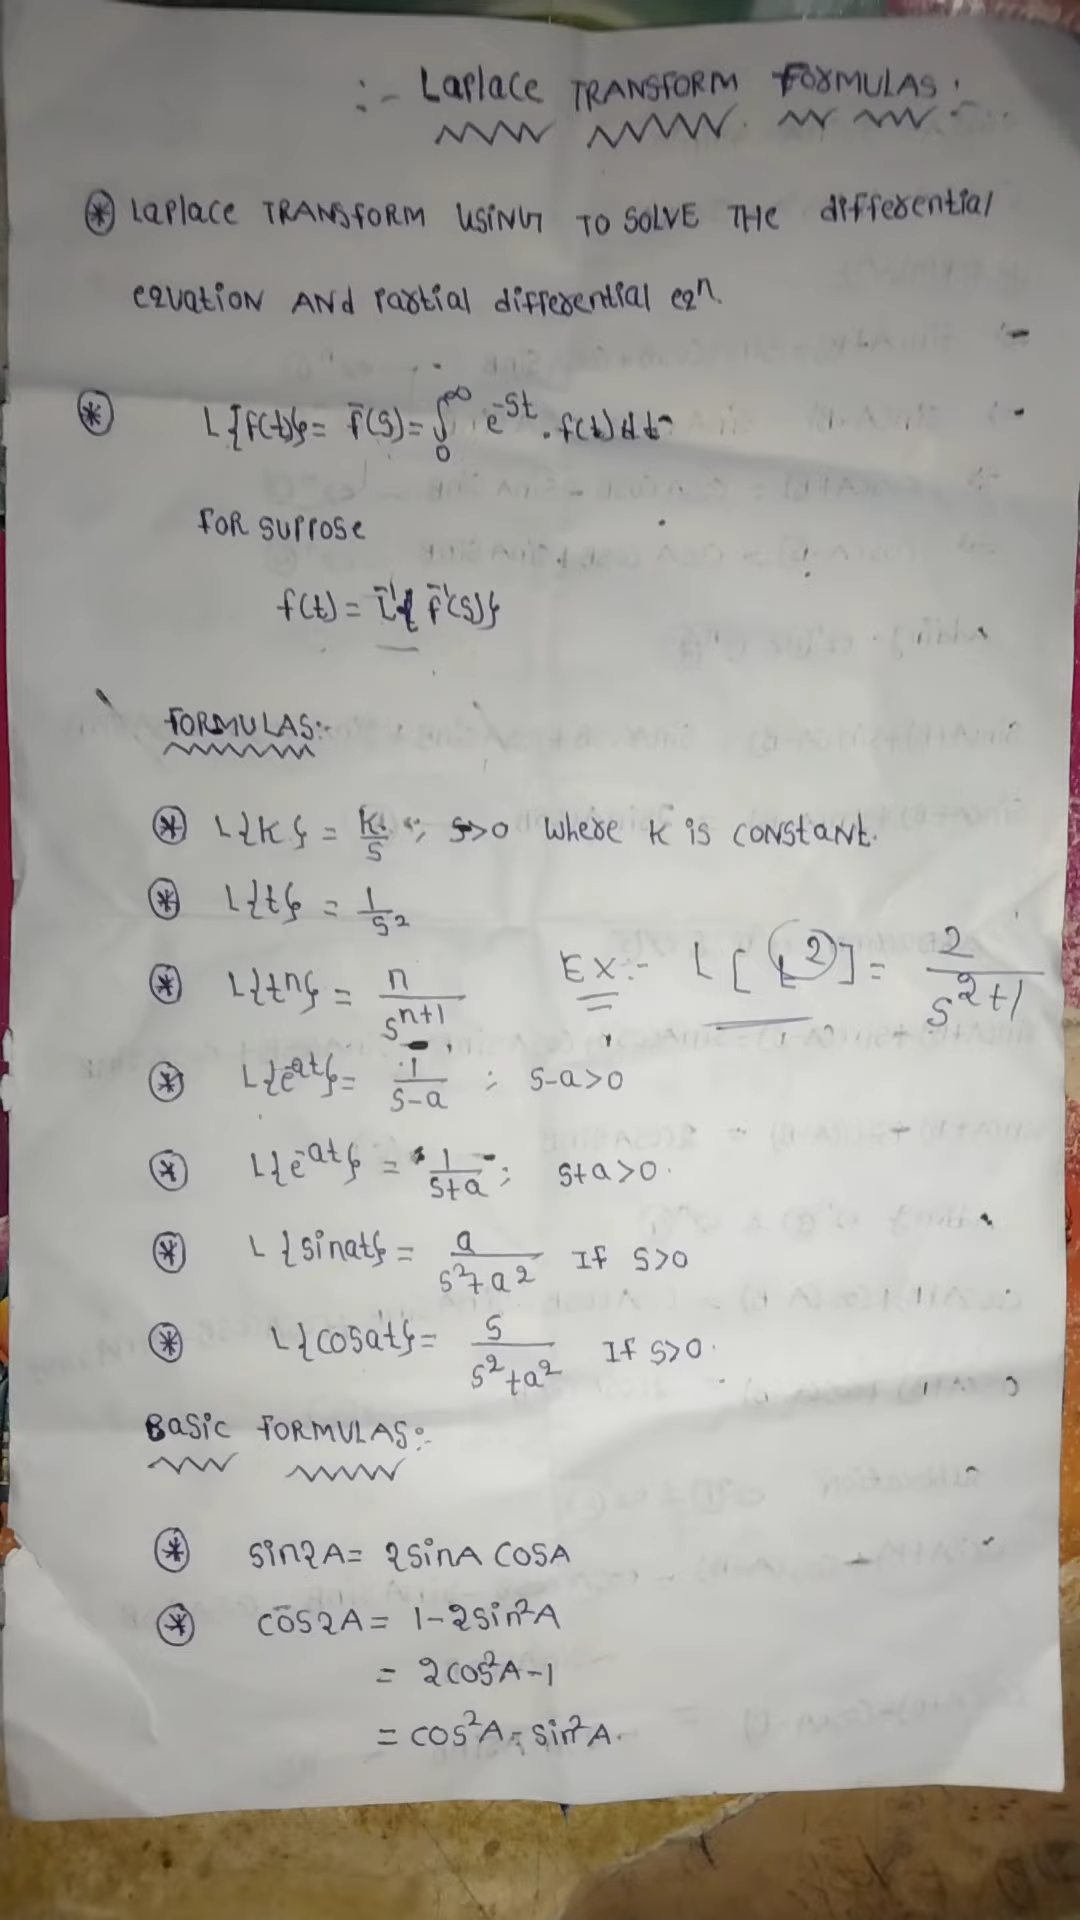 :- Laplace TRANSFORM FORMULAS:
* Laplace TRANSFORM USING TO SOLVE THE differential
equation AND partial differential eqⁿ.
* L{f(t)} = f̄(s) = ∫₀^∞ e^-st . f(t) dt
FOR SUPPOSE
f(t) = L⁻¹{f̄(s)}
FORMULAS:-
* L{K} = K/s ; s>0 where K is constant.
* L{t} = 1/s²
* L{tⁿ} = n/sⁿ⁺¹ EX:- L[t²] = 2/s^2+1
* L{e^at} = 1/s-a ; s-a>0
* L{e^-at} = 1/s+a ; s+a>0.
* L{sinat} = a/s²+a² If s>0
* L{cosat} = s/s²+a² If s>0.
Basic FORMULAS:-
* sin2A = 2sinA cosA
* cos2A = 1-2sin²A
= 2cos²A-1
= cos²A-sin²A.